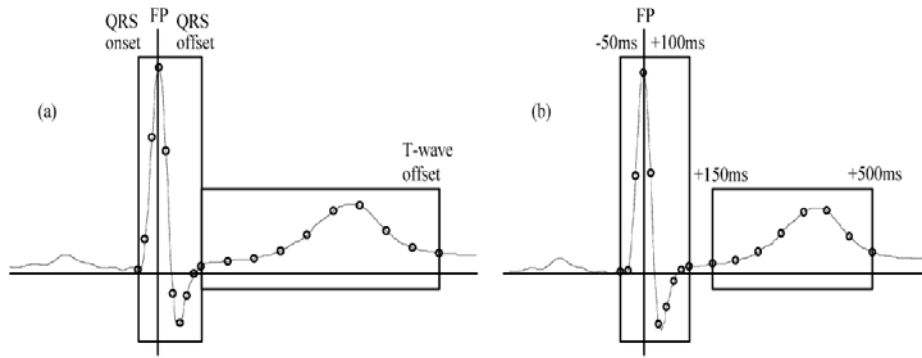 QRS onset
FP
QRS offset
(a)
T-wave offset
FP
-50ms
+100ms
(b)
+150ms
+500ms